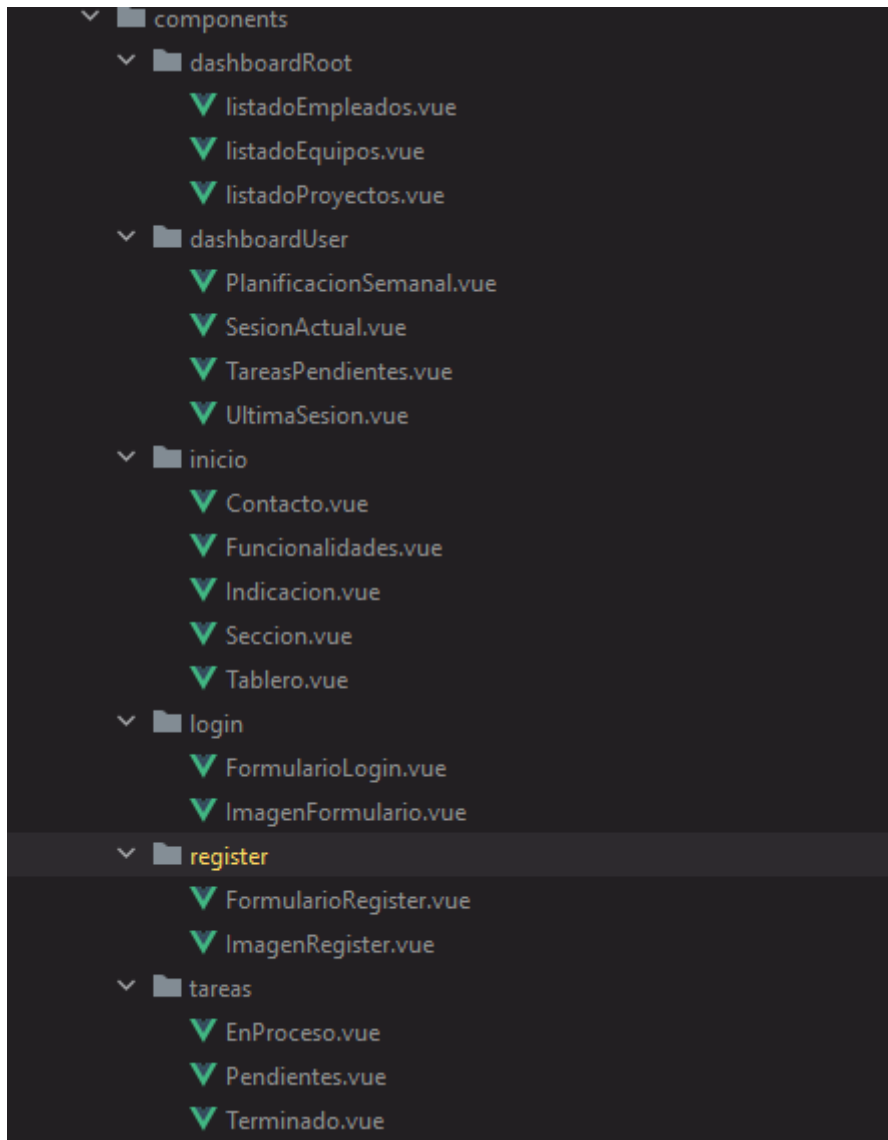 components
dashboardRoot
listadoEmpleados.vue
listadoEquipos.vue
listadoProyectos.vue
dashboardUser
PlanificacionSemanal.vue
SesionActual.vue
TareasPendientes.vue
UltimaSesion.vue
inicio
Contacto.vue
Funcionalidades.vue
Indicacion.vue
Seccion.vue
Tablero.vue
login
FormularioLogin.vue
ImagenFormulario.vue
register
FormularioRegister.vue
ImagenRegister.vue
tareas
EnProceso.vue
Pendientes.vue
Terminado.vue